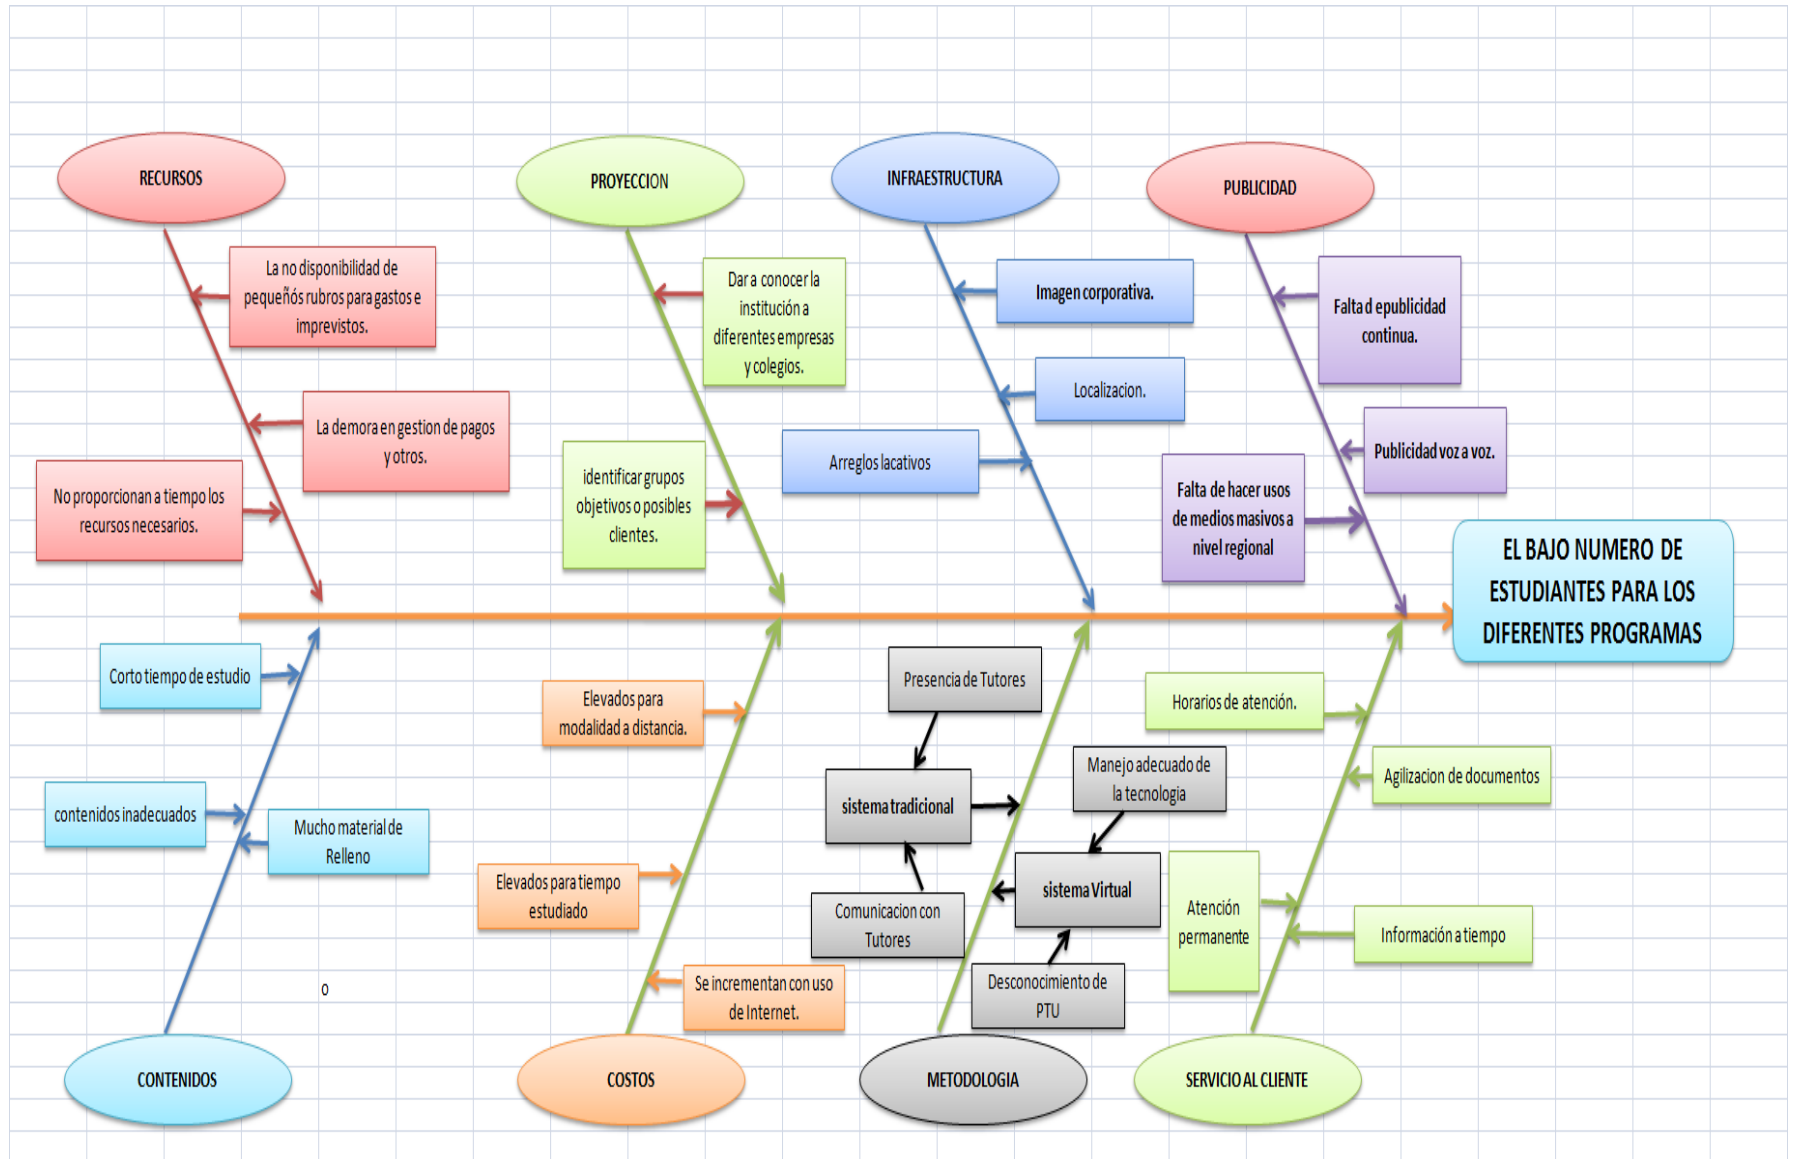 RECURSOS
PROYECCION
INFRAESTRUCTURA
PUBLICIDAD
La no disponibilidad de
pequeñós rubros para gastos e
imprevistos.
La demora en gestion de pagos
y otros.
No proporcionan a tiempo los
recursos necesarios.
Dar a conocer la
institución a
diferentes empresas
y colegios.
identificar grupos
objetivos o posibles
clientes.
Imagen corporativa.
Localizacion.
Arreglos lacativos
Falta d epublicidad
continua.
Publicidad voz a voz.
Falta de hacer usos
de medios masivos a
nivel regional
EL BAJO NUMERO DE
ESTUDIANTES PARA LOS
DIFERENTES PROGRAMAS
Corto tiempo de estudio
contenidos inadecuados
Mucho material de
Relleno
o
Elevados para
modalidad a distancia.
Elevados para tiempo
estudiado
Se incrementan con uso
de Internet.
Presencia de Tutores
sistema tradicional
Comunicacion con
Tutores
Manejo adecuado de
la tecnologia
sistema Virtual
Desconocimiento de
PTU
Horarios de atención.
Agilizacion de documentos
Atención
permanente
Información a tiempo
CONTENIDOS
COSTOS
METODOLOGIA
SERVICIO AL CLIENTE